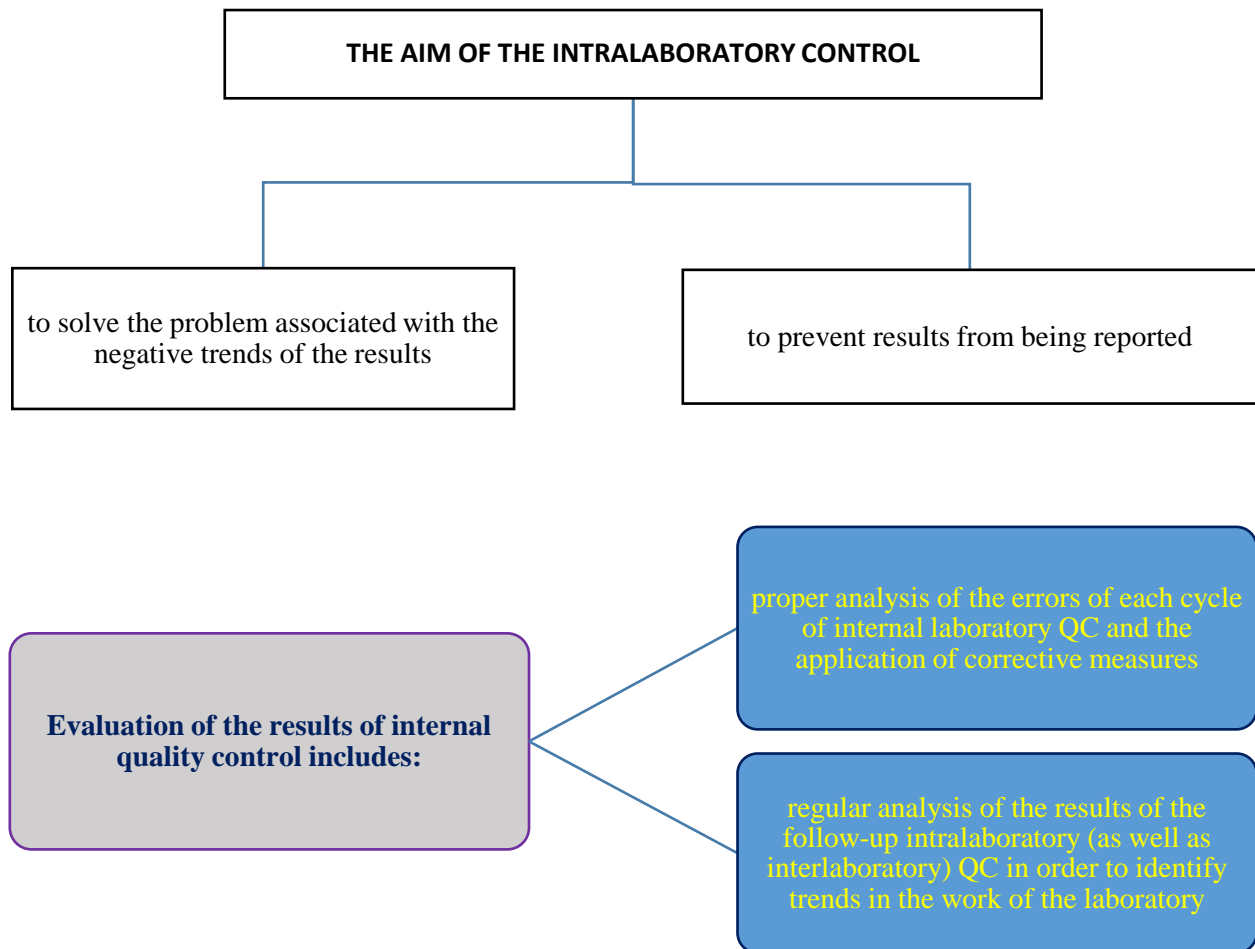 THE AIM OF THE INTRALABORATORY CONTROL
to solve the problem associated with the
negative trends of the results
to prevent results from being reported
Evaluation of the results of internal
quality control includes:
proper analysis of the errors of each cycle
of internal laboratory QC and the
application of corrective measures
regular analysis of the results of the
follow-up intralaboratory (as well as
interlaboratory) QC in order to identify
trends in the work of the laboratory